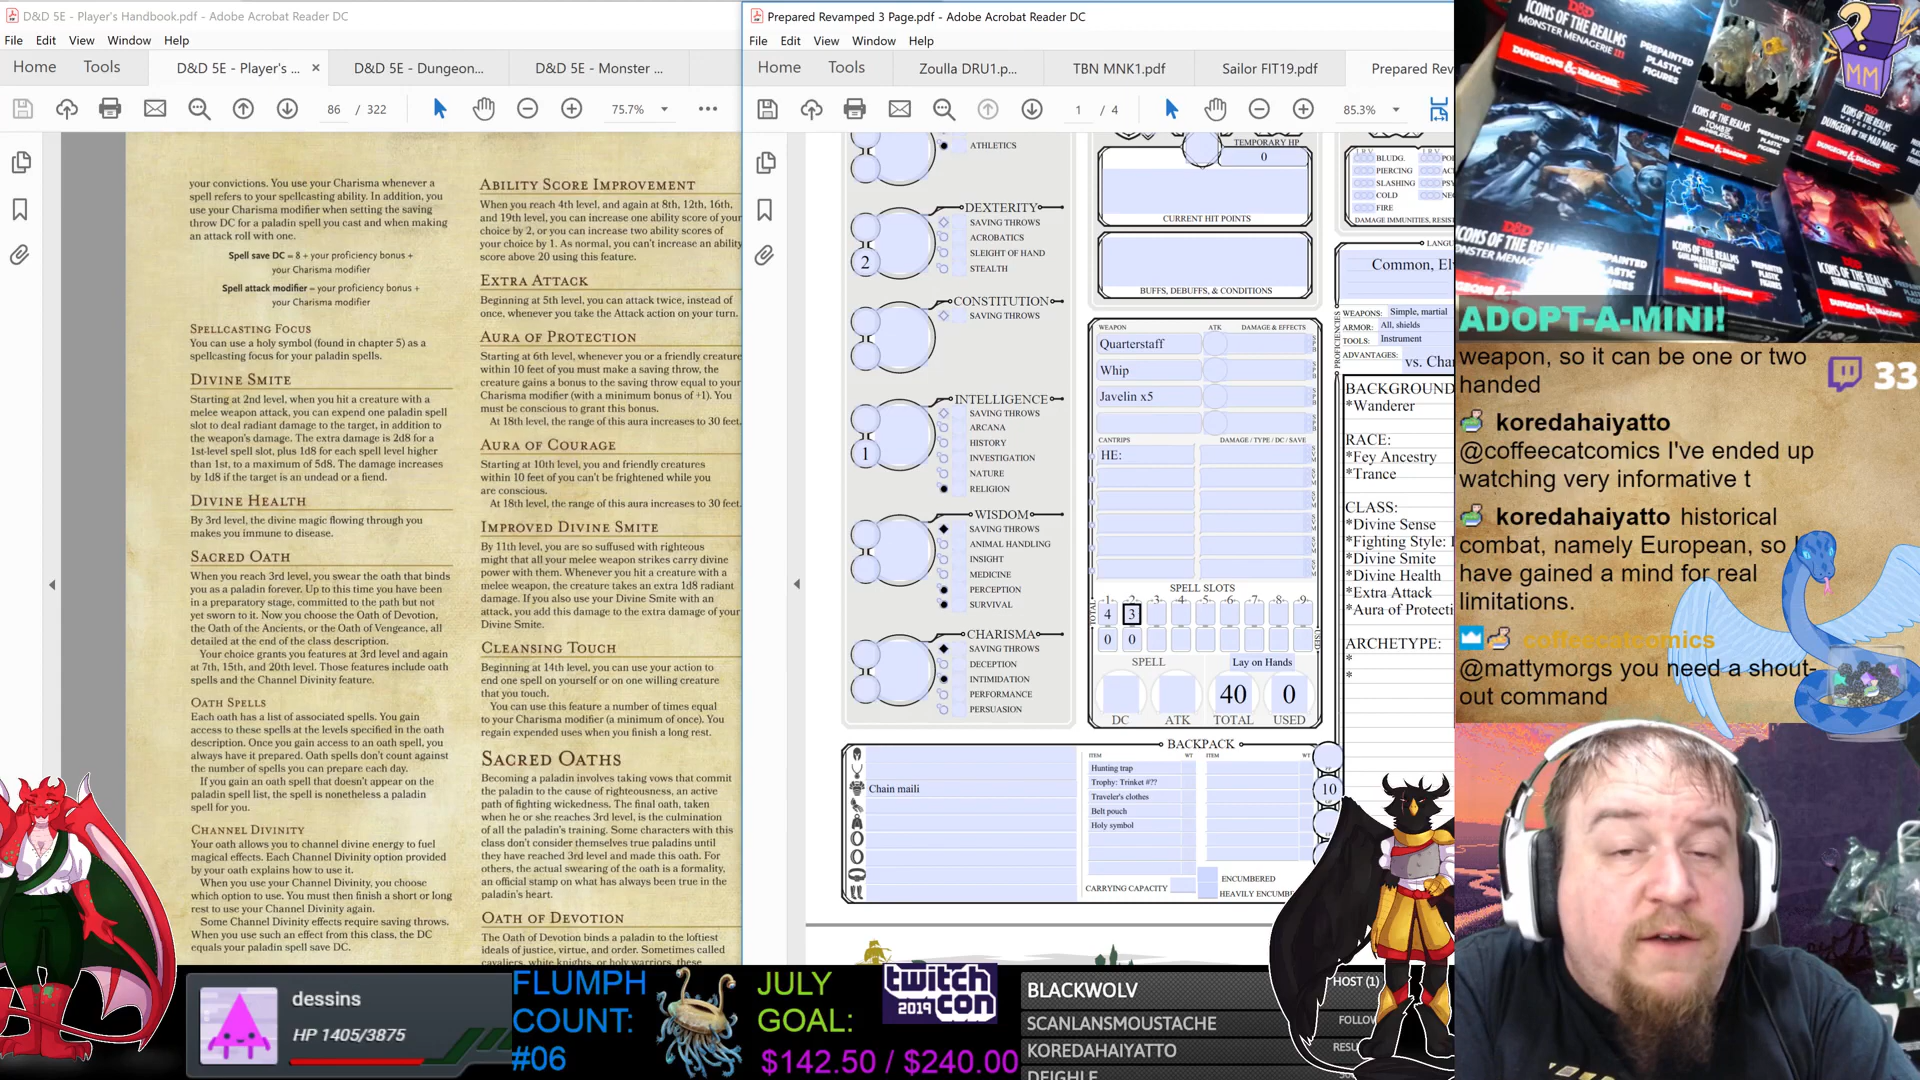 D&D 5E - Player's Handbook.pdf - Adobe Acrobat Reader DC
File Edit View Window Help
Home Tools D&D 5E - Player's ... × D&D 5E - Dungeon... D&D 5E - Monster ...
86 / 322 75.7%
your convictions. You use your Charisma whenever a
spell refers to your spellcasting ability. In addition, you
use your Charisma modifier when setting the saving
throw DC for a paladin spell you cast and when making
an attack roll with one.
Spell save DC = 8 + your proficiency bonus +
your Charisma modifier
Spell attack modifier = your proficiency bonus +
your Charisma modifier
Spellcasting Focus
You can use a holy symbol (found in chapter 5) as a
spellcasting focus for your paladin spells.
Divine Smite
Starting at 2nd level, when you hit a creature with a
melee weapon attack, you can expend one paladin spell
slot to deal radiant damage to the target, in addition to
the weapon's damage. The extra damage is 2d8 for a
1st-level spell slot, plus 1d8 for each spell level higher
than 1st, to a maximum of 5d8. The damage increases
by 1d8 if the target is an undead or a fiend.
Divine Health
By 3rd level, the divine magic flowing through you
makes you immune to disease.
Sacred Oath
When you reach 3rd level, you swear the oath that binds
you as a paladin forever. Up to this time you have been
in a preparatory stage, committed to the path but not
yet sworn to it. Now you choose the Oath of Devotion,
the Oath of the Ancients, or the Oath of Vengeance, all
detailed at the end of the class description.
Your choice grants you features at 3rd level and again
at 7th, 15th, and 20th level. Those features include oath
spells and the Channel Divinity feature.
Oath Spells
Each oath has a list of associated spells. You gain
access to these spells at the levels specified in the oath
description. Once you gain access to an oath spell, you
always have it prepared. Oath spells don't count against
the number of spells you can prepare each day.
If you gain an oath spell that doesn't appear on the
paladin spell list, the spell is nonetheless a paladin
spell for you.
Channel Divinity
Your oath allows you to channel divine energy to fuel
magical effects. Each Channel Divinity option provided
by your oath explains how to use it.
When you use your Channel Divinity, you choose
which option to use. You must then finish a short or long
rest to use your Channel Divinity again.
Some Channel Divinity effects require saving throws.
When you use such an effect from this class, the DC
equals your paladin spell save DC.
Ability Score Improvement
When you reach 4th level, and again at 8th, 12th, 16th,
and 19th level, you can increase one ability score of your
choice by 2, or you can increase two ability scores of
your choice by 1. As normal, you can't increase an ability
score above 20 using this feature.
Extra Attack
Beginning at 5th level, you can attack twice, instead of
once, whenever you take the Attack action on your turn.
Aura of Protection
Starting at 6th level, whenever you or a friendly creature
within 10 feet of you must make a saving throw, the
creature gains a bonus to the saving throw equal to your
Charisma modifier (with a minimum bonus of +1). You
must be conscious to grant this bonus.
At 18th level, the range of this aura increases to 30 feet.
Aura of Courage
Starting at 10th level, you and friendly creatures
within 10 feet of you can't be frightened while you
are conscious.
At 18th level, the range of this aura increases to 30 feet.
Improved Divine Smite
By 11th level, you are so suffused with righteous
might that all your melee weapon strikes carry divine
power with them. Whenever you hit a creature with a
melee weapon, the creature takes an extra 1d8 radiant
damage. If you also use your Divine Smite with an
attack, you add this damage to the extra damage of your
Divine Smite.
Cleansing Touch
Beginning at 14th level, you can use your action to
end one spell on yourself or on one willing creature
that you touch.
You can use this feature a number of times equal
to your Charisma modifier (a minimum of once). You
regain expended uses when you finish a long rest.
Sacred Oaths
Becoming a paladin involves taking vows that commit
the paladin to the cause of righteousness, an active
path of fighting wickedness. The final oath, taken
when he or she reaches 3rd level, is the culmination
of all the paladin's training. Some characters with this
class don't consider themselves true paladins until
they have reached 3rd level and made this oath. For
others, the actual swearing of the oath is a formality,
an official stamp on what has always been true in the
paladin's heart.
Oath of Devotion
The Oath of Devotion binds a paladin to the loftiest
ideals of justice, virtue, and order. Sometimes called
cavaliers, white knights, or holy warriors, these
Prepared Revamped 3 Page.pdf - Adobe Acrobat Reader DC
File Edit View Window Help
Home Tools Zoulla DRU1.p... TBN MNK1.pdf Sailor FIT19.pdf Prepared Rev
1 / 4 85.3%
ATHLETICS
DEXTERITY
SAVING THROWS
ACROBATICS
2 SLEIGHT OF HAND
STEALTH
CONSTITUTION
SAVING THROWS
INTELLIGENCE
SAVING THROWS
ARCANA
HISTORY
1 INVESTIGATION
NATURE
RELIGION
WISDOM
SAVING THROWS
ANIMAL HANDLING
INSIGHT
MEDICINE
PERCEPTION
SURVIVAL
CHARISMA
SAVING THROWS
DECEPTION
INTIMIDATION
PERFORMANCE
PERSUASION
TEMPORARY HP
0
CURRENT HIT POINTS
BUFFS, DEBUFFS, & CONDITIONS
WEAPON ATK DAMAGE & EFFECTS
Quarterstaff
Whip
Javelin x5
CANTRIPS DAMAGE / TYPE / DC / SAVE
HE:
SPELL SLOTS
-1- -2- -3- -4- -5- -6- -7- -8- -9-
TOTAL 4 3
USED 0 0
SPELL Lay on Hands
40 0
DC ATK TOTAL USED
BLUDG.
PIERCING
SLASHING
COLD
FIRE
DAMAGE IMMUNITIES, RESIST
LANGU
Common, El
PROFICIENCIES
WEAPONS: Simple, martial
ARMOR: All, shields
TOOLS: Instrument
ADVANTAGES: vs. Char
BACKGROUND
*Wanderer
RACE:
*Fey Ancestry
*Trance
CLASS:
*Divine Sense
*Fighting Style:
*Divine Smite
*Divine Health
*Extra Attack
*Aura of Protecti
ARCHETYPE:
*
*
BACKPACK
Chain maili
ITEM WT ITEM WT
Hunting trap
Trophy: Trinket #??
Traveler's clothes
Belt pouch
Holy symbol
10
CARRYING CAPACITY
ENCUMBERED
HEAVILY ENCUMBE
D&D
ICONS OF THE REALMS
MONSTER MENAGERIE III
PREPAINTED
PLASTIC
FIGURES
DUNGEONS & DRAGONS
MM
ADOPT-A-MINI!
33
weapon, so it can be one or two
handed
koredahaiyatto
@coffeecatcomics I've ended up
watching very informative t
koredahaiyatto historical
combat, namely European, so I
have gained a mind for real
limitations.
coffeecatcomics
@mattymorgs you need a shout-
out command
dessins
HP 1405/3875
FLUMPH
COUNT:
#06
JULY
GOAL:
$142.50 / $240.00
twitch
con
2019
BLACKWOLV HOST (1)
SCANLANSMOUSTACHE FOLLO
KOREDAHAIYATTO RESU
DEIGHLE